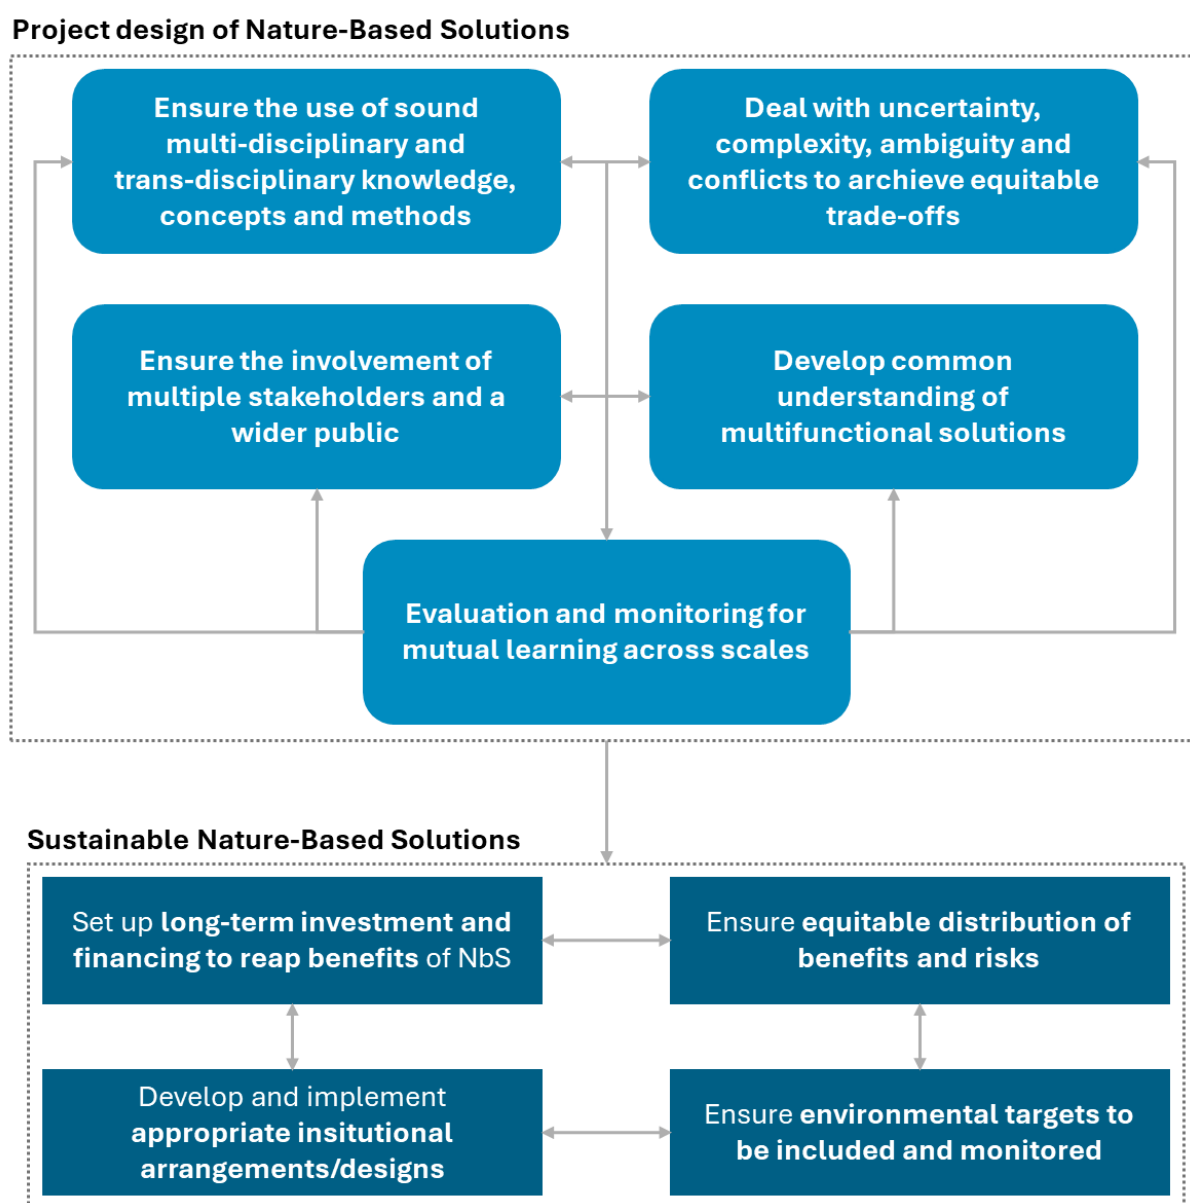 Project design of Nature-Based Solutions
Ensure the use of sound
multi-disciplinary and
trans-disciplinary knowledge,
concepts and methods
Deal with uncertainty,
complexity, ambiguity and
conflicts to archieve equitable
trade-offs
Ensure the involvement of
multiple stakeholders and a
wider public
Develop common
understanding of
multifunctional solutions
Evaluation and monitoring for
mutual learning across scales
Sustainable Nature-Based Solutions
Set up long-term investment and
financing to reap benefits of NbS
Ensure equitable distribution of
benefits and risks
Develop and implement
appropriate insitutional
arrangements/designs
Ensure environmental targets to
be included and monitored